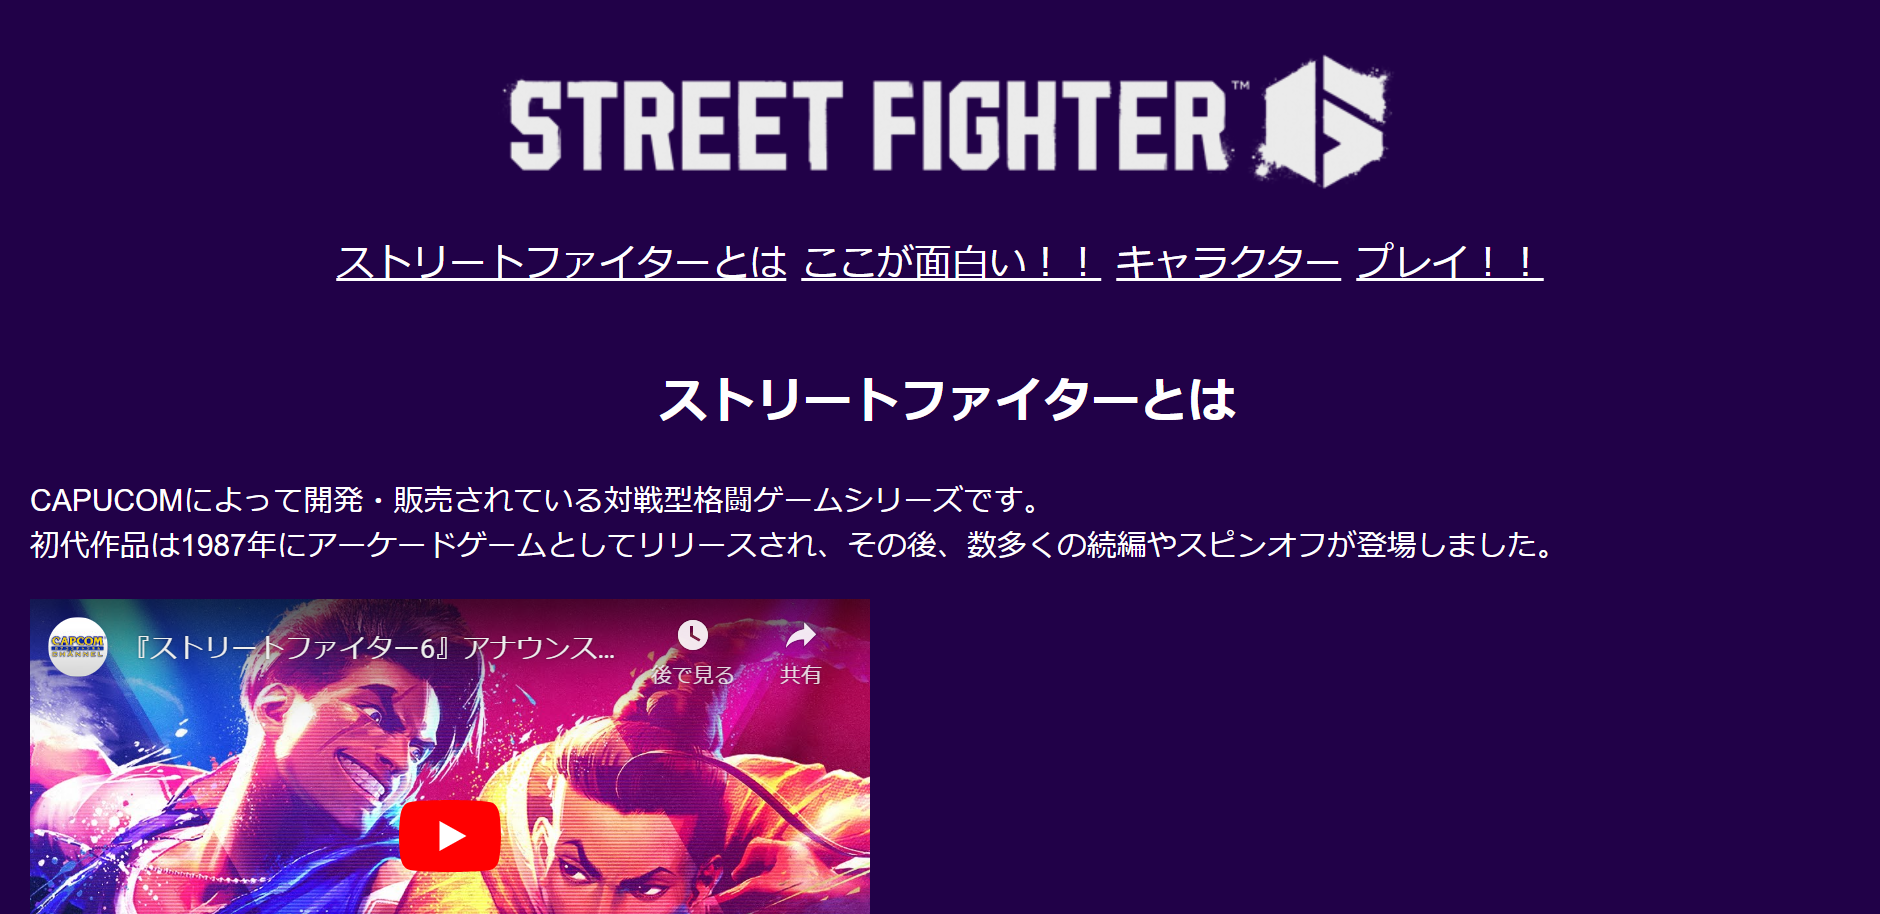 STREET FIGHTER™ 6
ストリートファイターとは ここが面白い！！ キャラクター プレイ！！
ストリートファイターとは
CAPUCOMによって開発・販売されている対戦型格闘ゲームシリーズです。
初代作品は1987年にアーケードゲームとしてリリースされ、その後、数多くの続編やスピンオフが登場しました。
CAPCOM
CHANNEL
『ストリートファイター6』アナウンス...
後で見る
共有